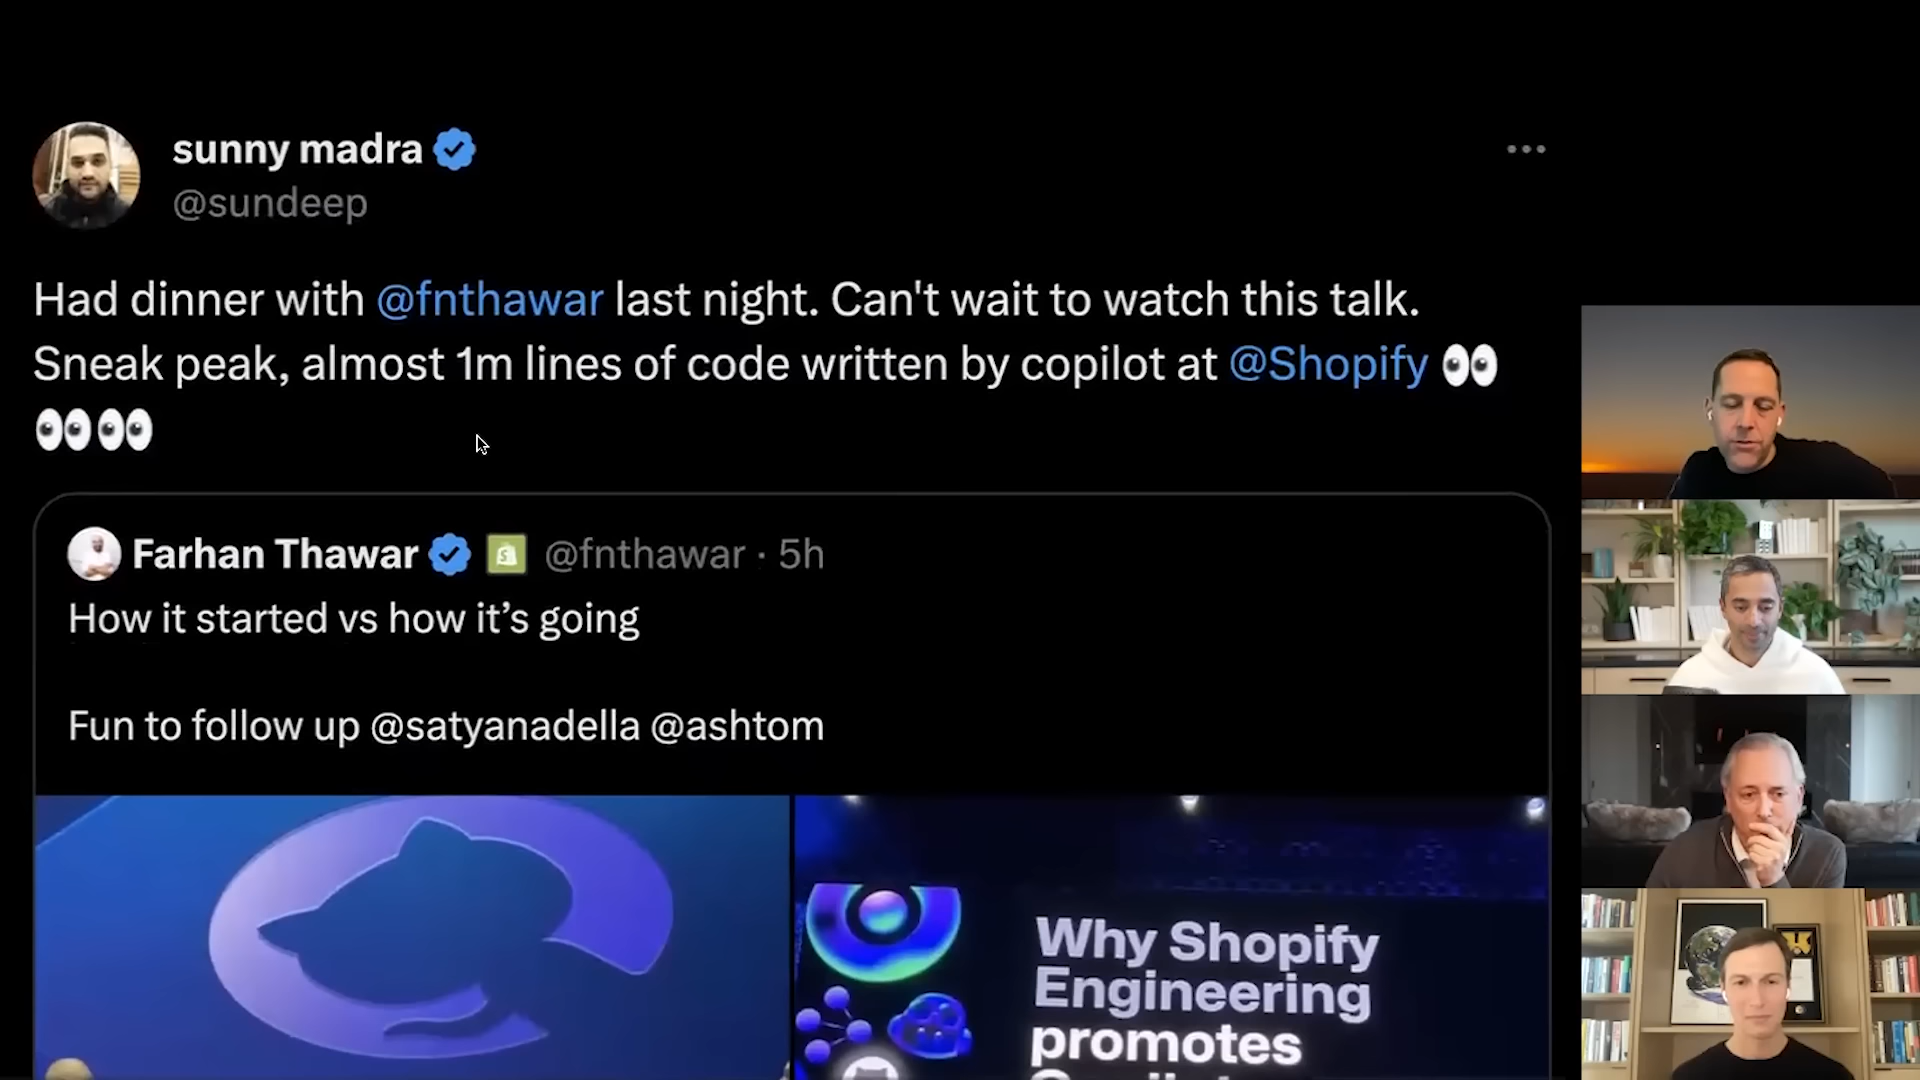 sunny madra
@sundeep
Had dinner with @fnthawar last night. Can't wait to watch this talk.
Sneak peak, almost 1m lines of code written by copilot at @Shopify 👀
👀👀
Farhan Thawar @fnthawar · 5h
How it started vs how it’s going
Fun to follow up @satyanadella @ashtom
Why Shopify
Engineering
promotes